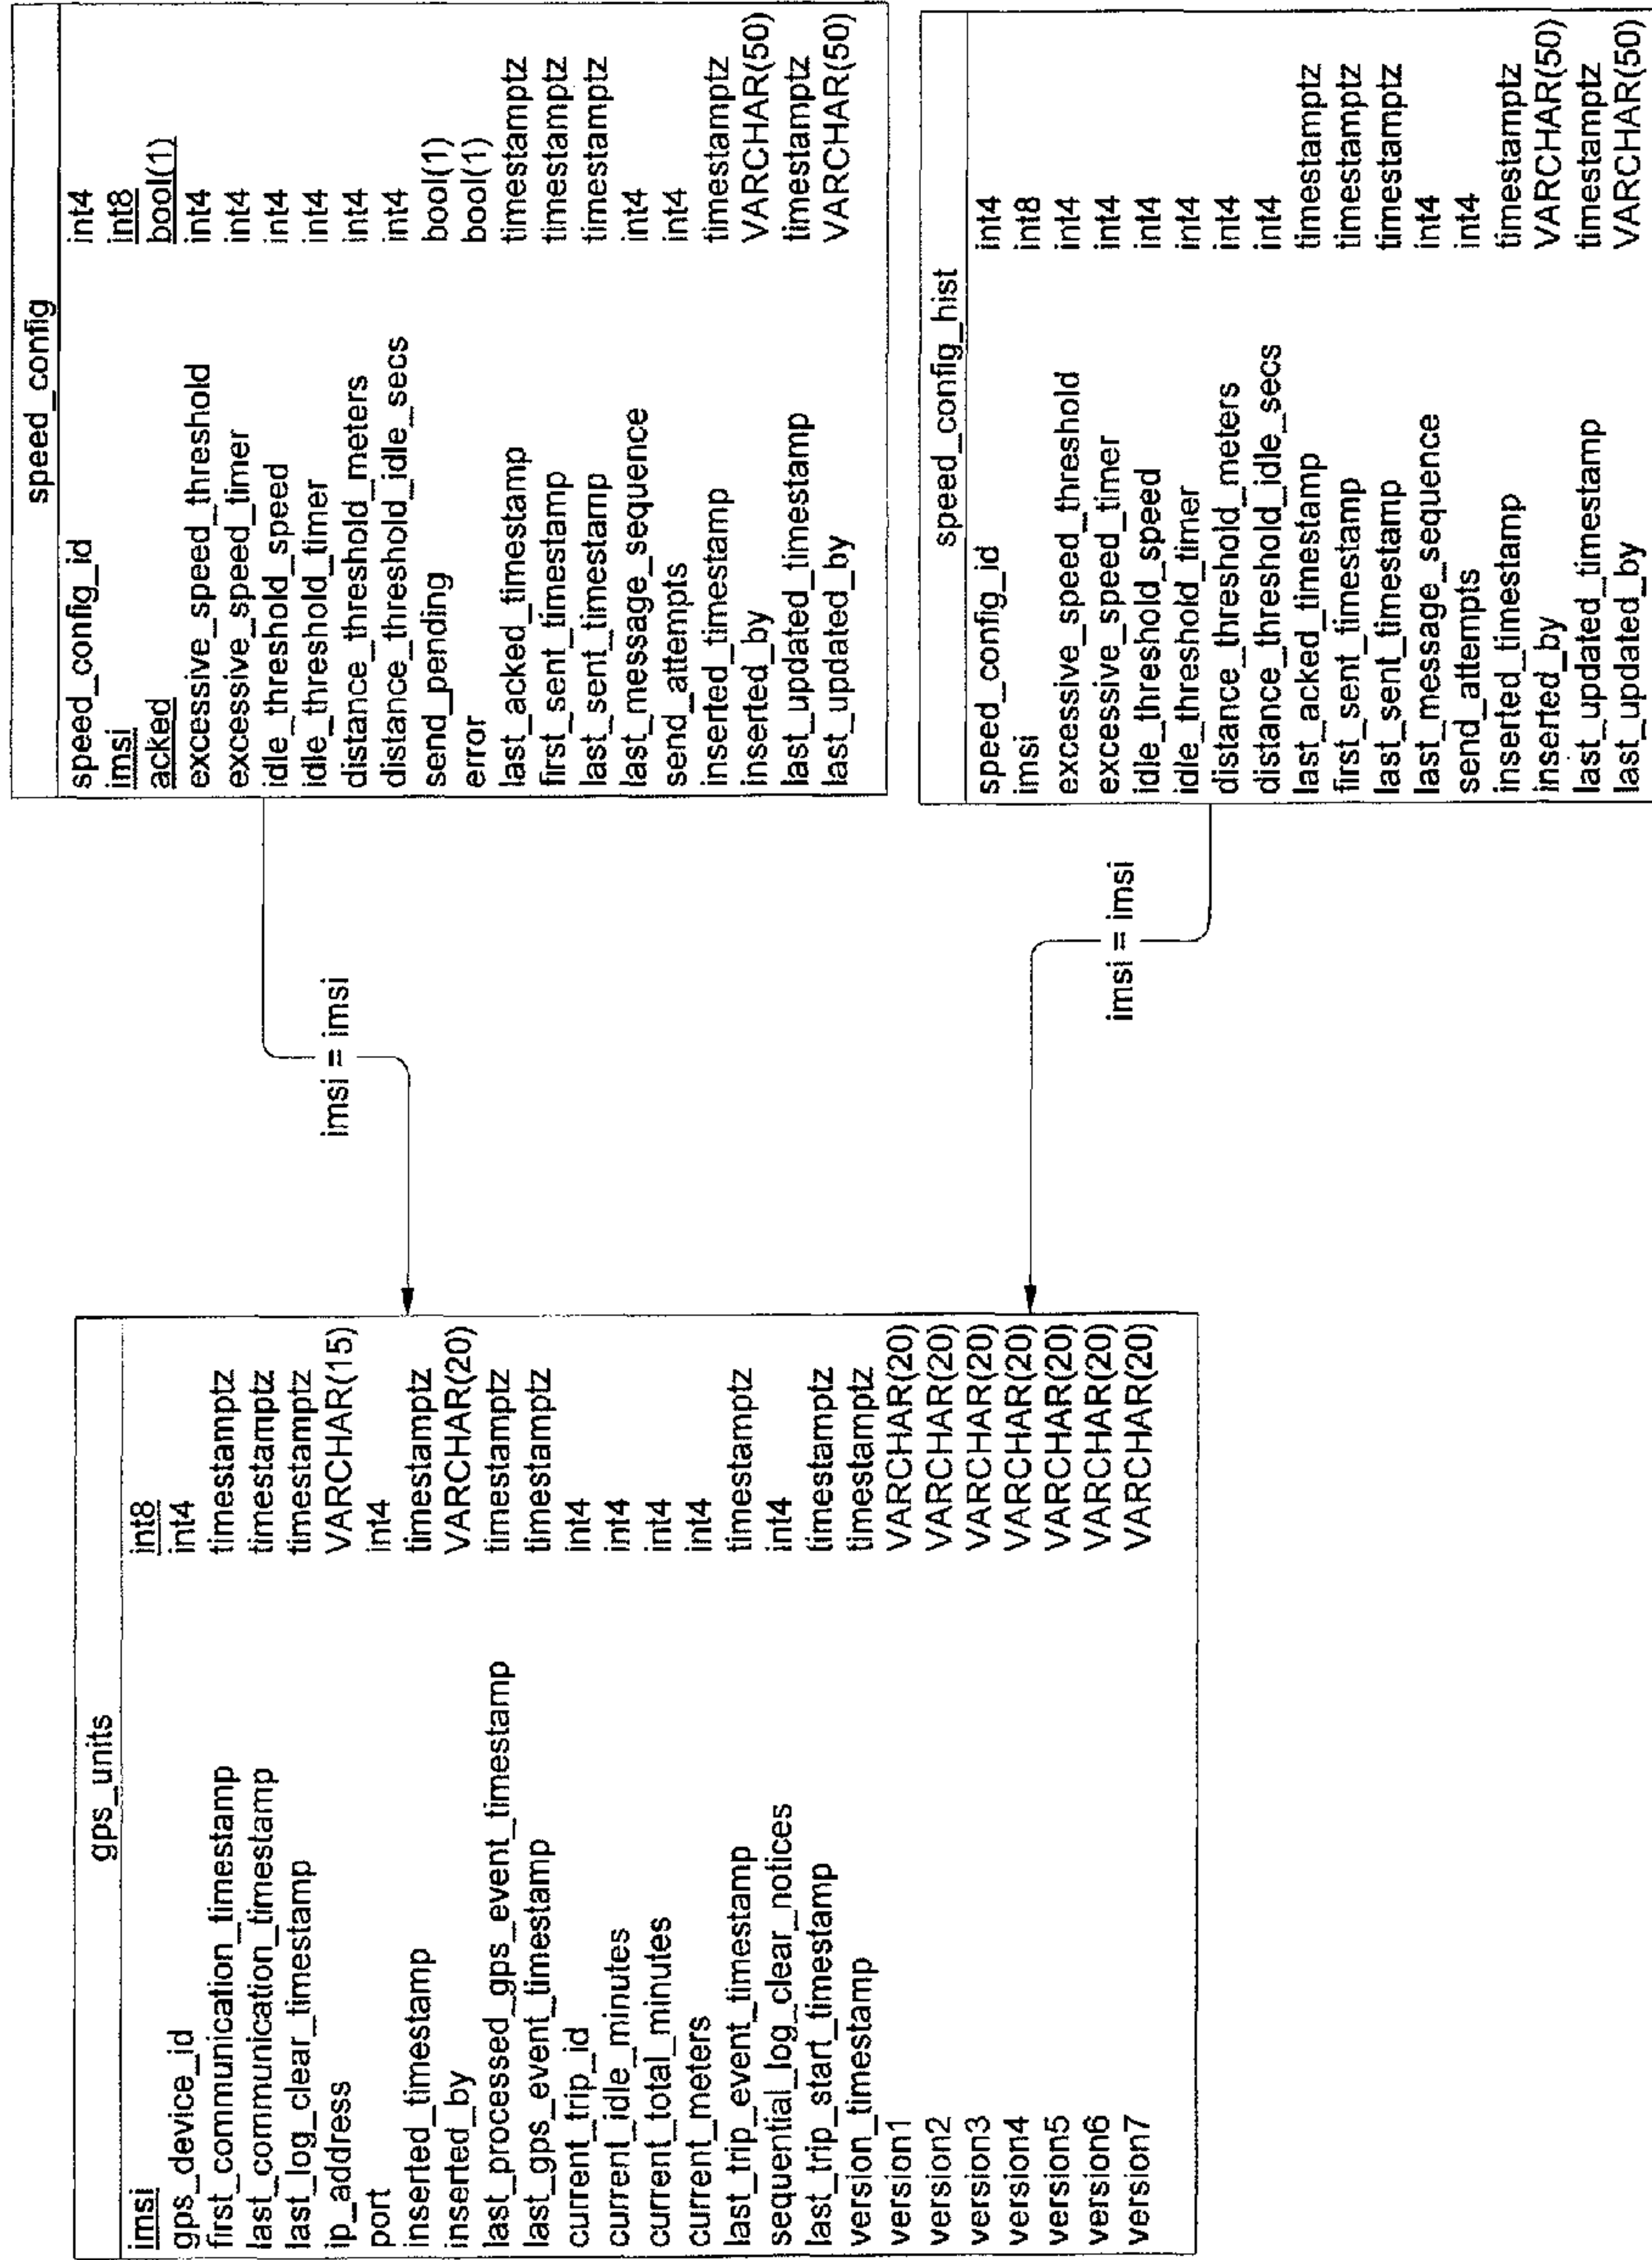 gps_units
imsi int8
gps_device_id int4
first_communication_timestamp timestamptz
last_communication_timestamp timestamptz
last_log_clear_timestamp timestamptz
ip_address VARCHAR(15)
port int4
inserted_timestamp timestamptz
inserted_by VARCHAR(20)
last_processed_gps_event_timestamp timestamptz
last_gps_event_timestamp timestamptz
current_trip_id int4
current_idle_minutes int4
current_total_minutes int4
current_meters int4
last_trip_event_timestamp timestamptz
sequential_log_clear_notices int4
last_trip_start_timestamp timestamptz
version_timestamp timestamptz
version1 VARCHAR(20)
version2 VARCHAR(20)
version3 VARCHAR(20)
version4 VARCHAR(20)
version5 VARCHAR(20)
version6 VARCHAR(20)
version7 VARCHAR(20)
imsi = imsi
imsi = imsi
speed_config
speed_config_id int4
imsi int8
acked bool(1)
excessive_speed_threshold int4
excessive_speed_timer int4
idle_threshold_speed int4
idle_threshold_timer int4
distance_threshold_meters int4
distance_threshold_idle_secs int4
send_pending bool(1)
error bool(1)
last_acked_timestamp timestamptz
first_sent_timestamp timestamptz
last_sent_timestamp timestamptz
last_message_sequence int4
send_attempts int4
inserted_timestamp timestamptz
inserted_by VARCHAR(50)
last_updated_timestamp timestamptz
last_updated_by VARCHAR(50)
speed_config_hist
speed_config_id int4
imsi int8
excessive_speed_threshold int4
excessive_speed_timer int4
idle_threshold_speed int4
idle_threshold_timer int4
distance_threshold_meters int4
distance_threshold_idle_secs int4
last_acked_timestamp timestamptz
first_sent_timestamp timestamptz
last_sent_timestamp timestamptz
last_message_sequence int4
send_attempts int4
inserted_timestamp timestamptz
inserted_by VARCHAR(50)
last_updated_timestamp timestamptz
last_updated_by VARCHAR(50)